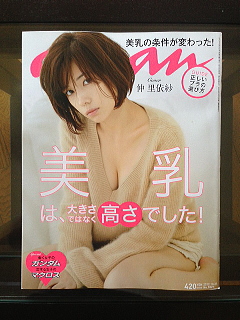 美乳の条件が変わった!
anan
Cover
仲 里依紗
正しい
ブラの
選び方
美乳
は、大きさ
ではなく高さでした!
ガンダム
マクロス
420